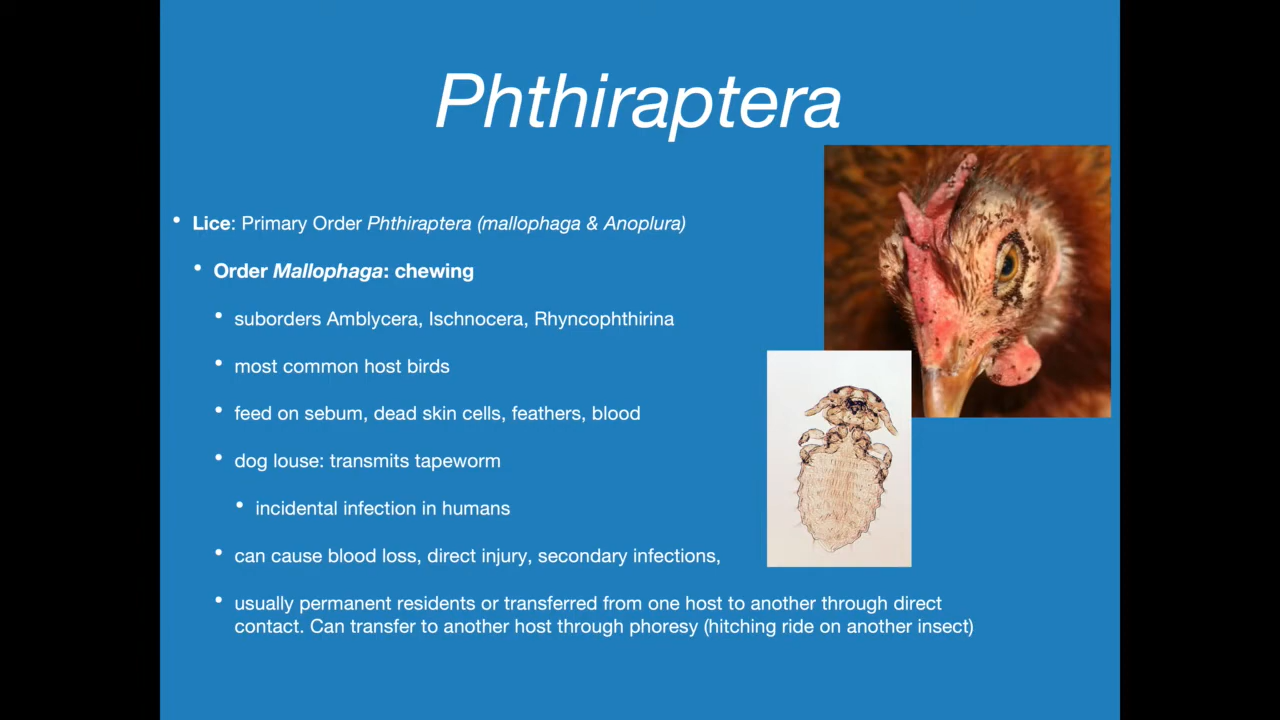 Phthiraptera
• Lice: Primary Order Phthiraptera (mallophaga & Anoplura)
• Order Mallophaga: chewing
• suborders Amblycera, Ischnocera, Rhyncophthirina
• most common host birds
• feed on sebum, dead skin cells, feathers, blood
• dog louse: transmits tapeworm
• incidental infection in humans
• can cause blood loss, direct injury, secondary infections,
• usually permanent residents or transferred from one host to another through direct
contact. Can transfer to another host through phoresy (hitching ride on another insect)